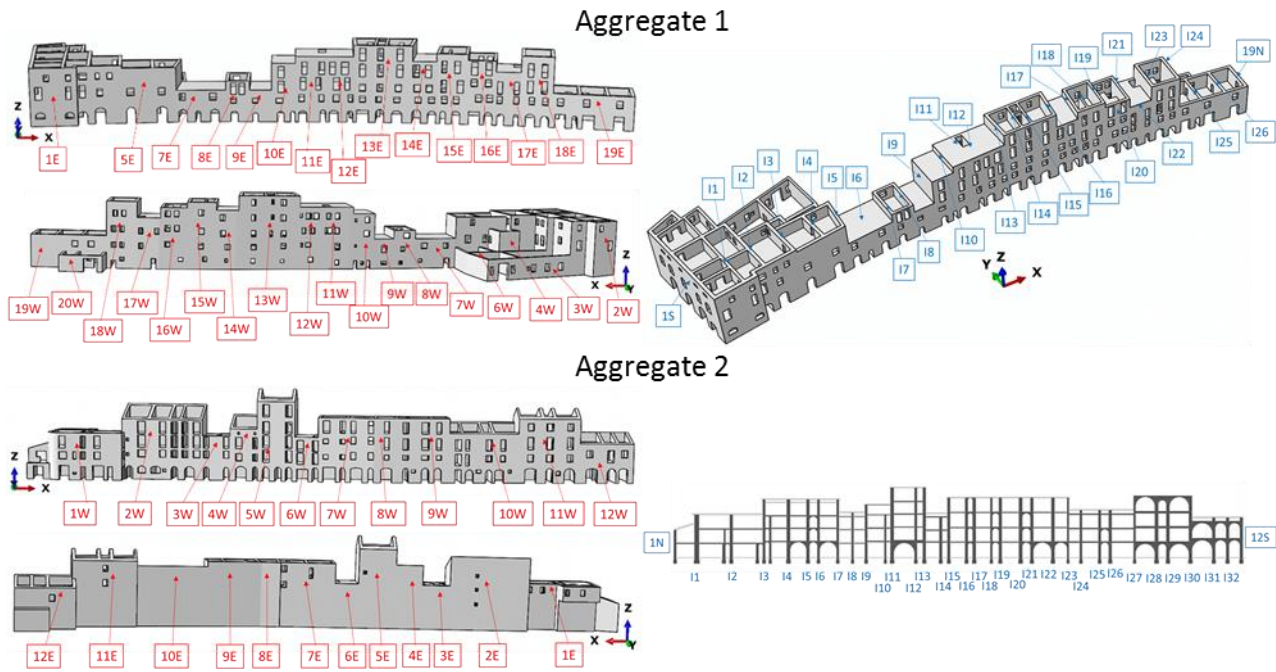 Aggregate 1
Z
X
1E 5E 7E 8E 9E 10E 11E 12E 13E 14E 15E 16E 17E 18E 19E
19W 20W 18W 17W 16W 15W 14W 13W 12W 11W 10W 9W 8W 7W 6W 4W 3W 2W
Z
X Y
I23 I24
I21
I18 I19 19N
I17
I11 I12
I9
I3
I1 I2 I4 I5 I6
I26
I25
I22
I20
I16
I15
I14
I13
I10
I8
I7
1S
Y Z X
Aggregate 2
Z
X
1W 2W 3W 4W 5W 6W 7W 8W 9W 10W 11W 12W
Z
X Y
12E 11E 10E 9E 8E 7E 6E 5E 4E 3E 2E 1E
1N 12S
I1 I2 I3 I4 I5 I6 I7 I8 I9 I11 I13 I15 I17 I19 I21 I22 I23 I25 I26 I27 I28 I29 I30 I31 I32
I10 I12 I14 I16 I18 I20 I24